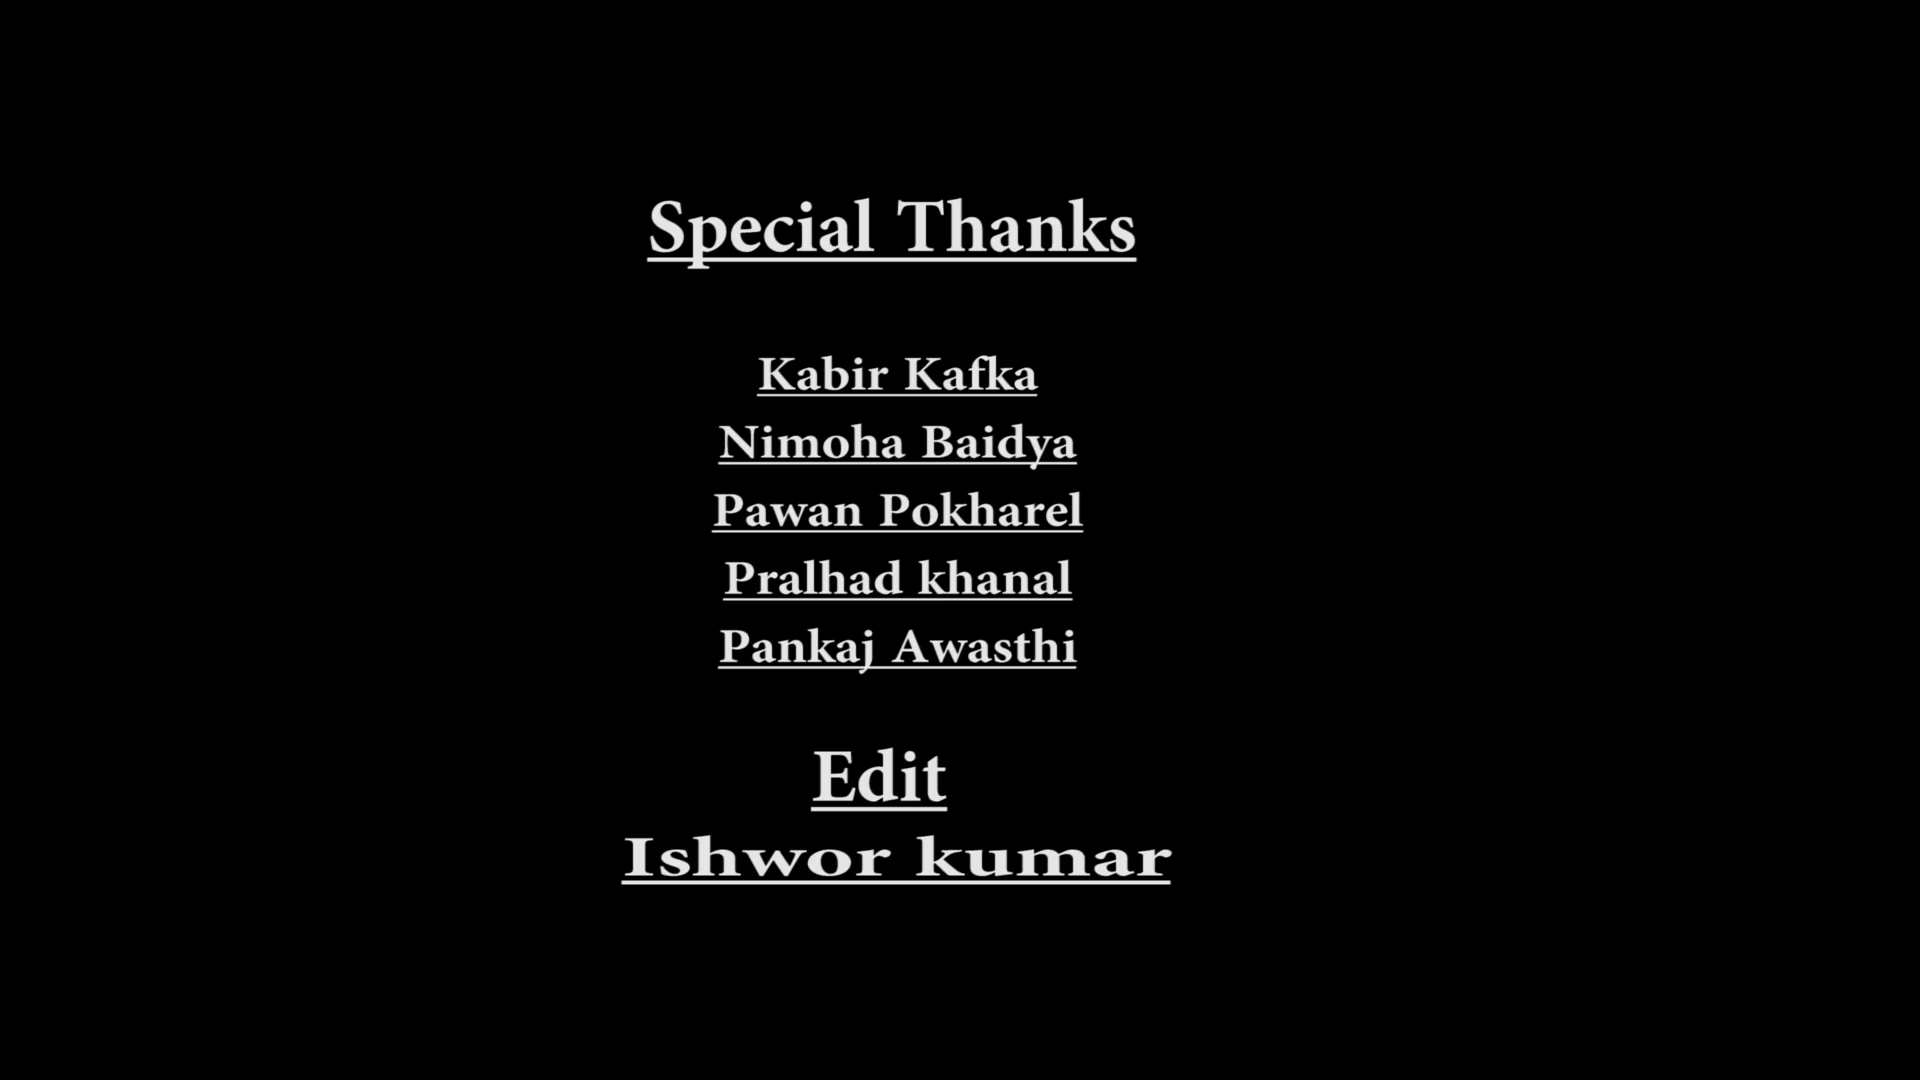 Special Thanks
Kabir Kafka
Nimoha Baidya
Pawan Pokharel
Pralhad khanal
Pankaj Awasthi
Edit
Ishwor kumar